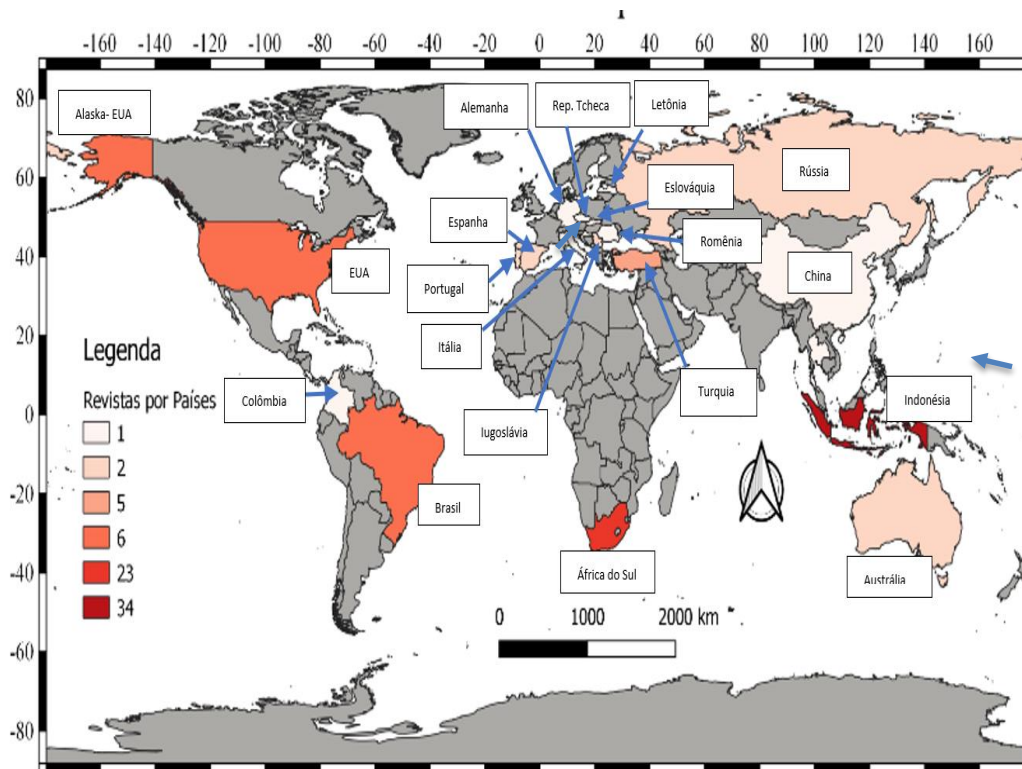 -160 -140 -120 -100 -80 -60 -40 -20 0 20 40 60 80 100 120 140 160
80
60
40
20
0
-20
-40
-60
-80
Alaska- EUA
Alemanha
Rep. Tcheca
Letônia
Rússia
Eslováquia
Espanha
Romênia
EUA
China
Portugal
Itália
Turquia
Colômbia
Iugoslávia
Indonésia
Brasil
África do Sul
Austrália
Legenda
Revistas por Países
1
2
5
6
23
34
0 1000 2000 km